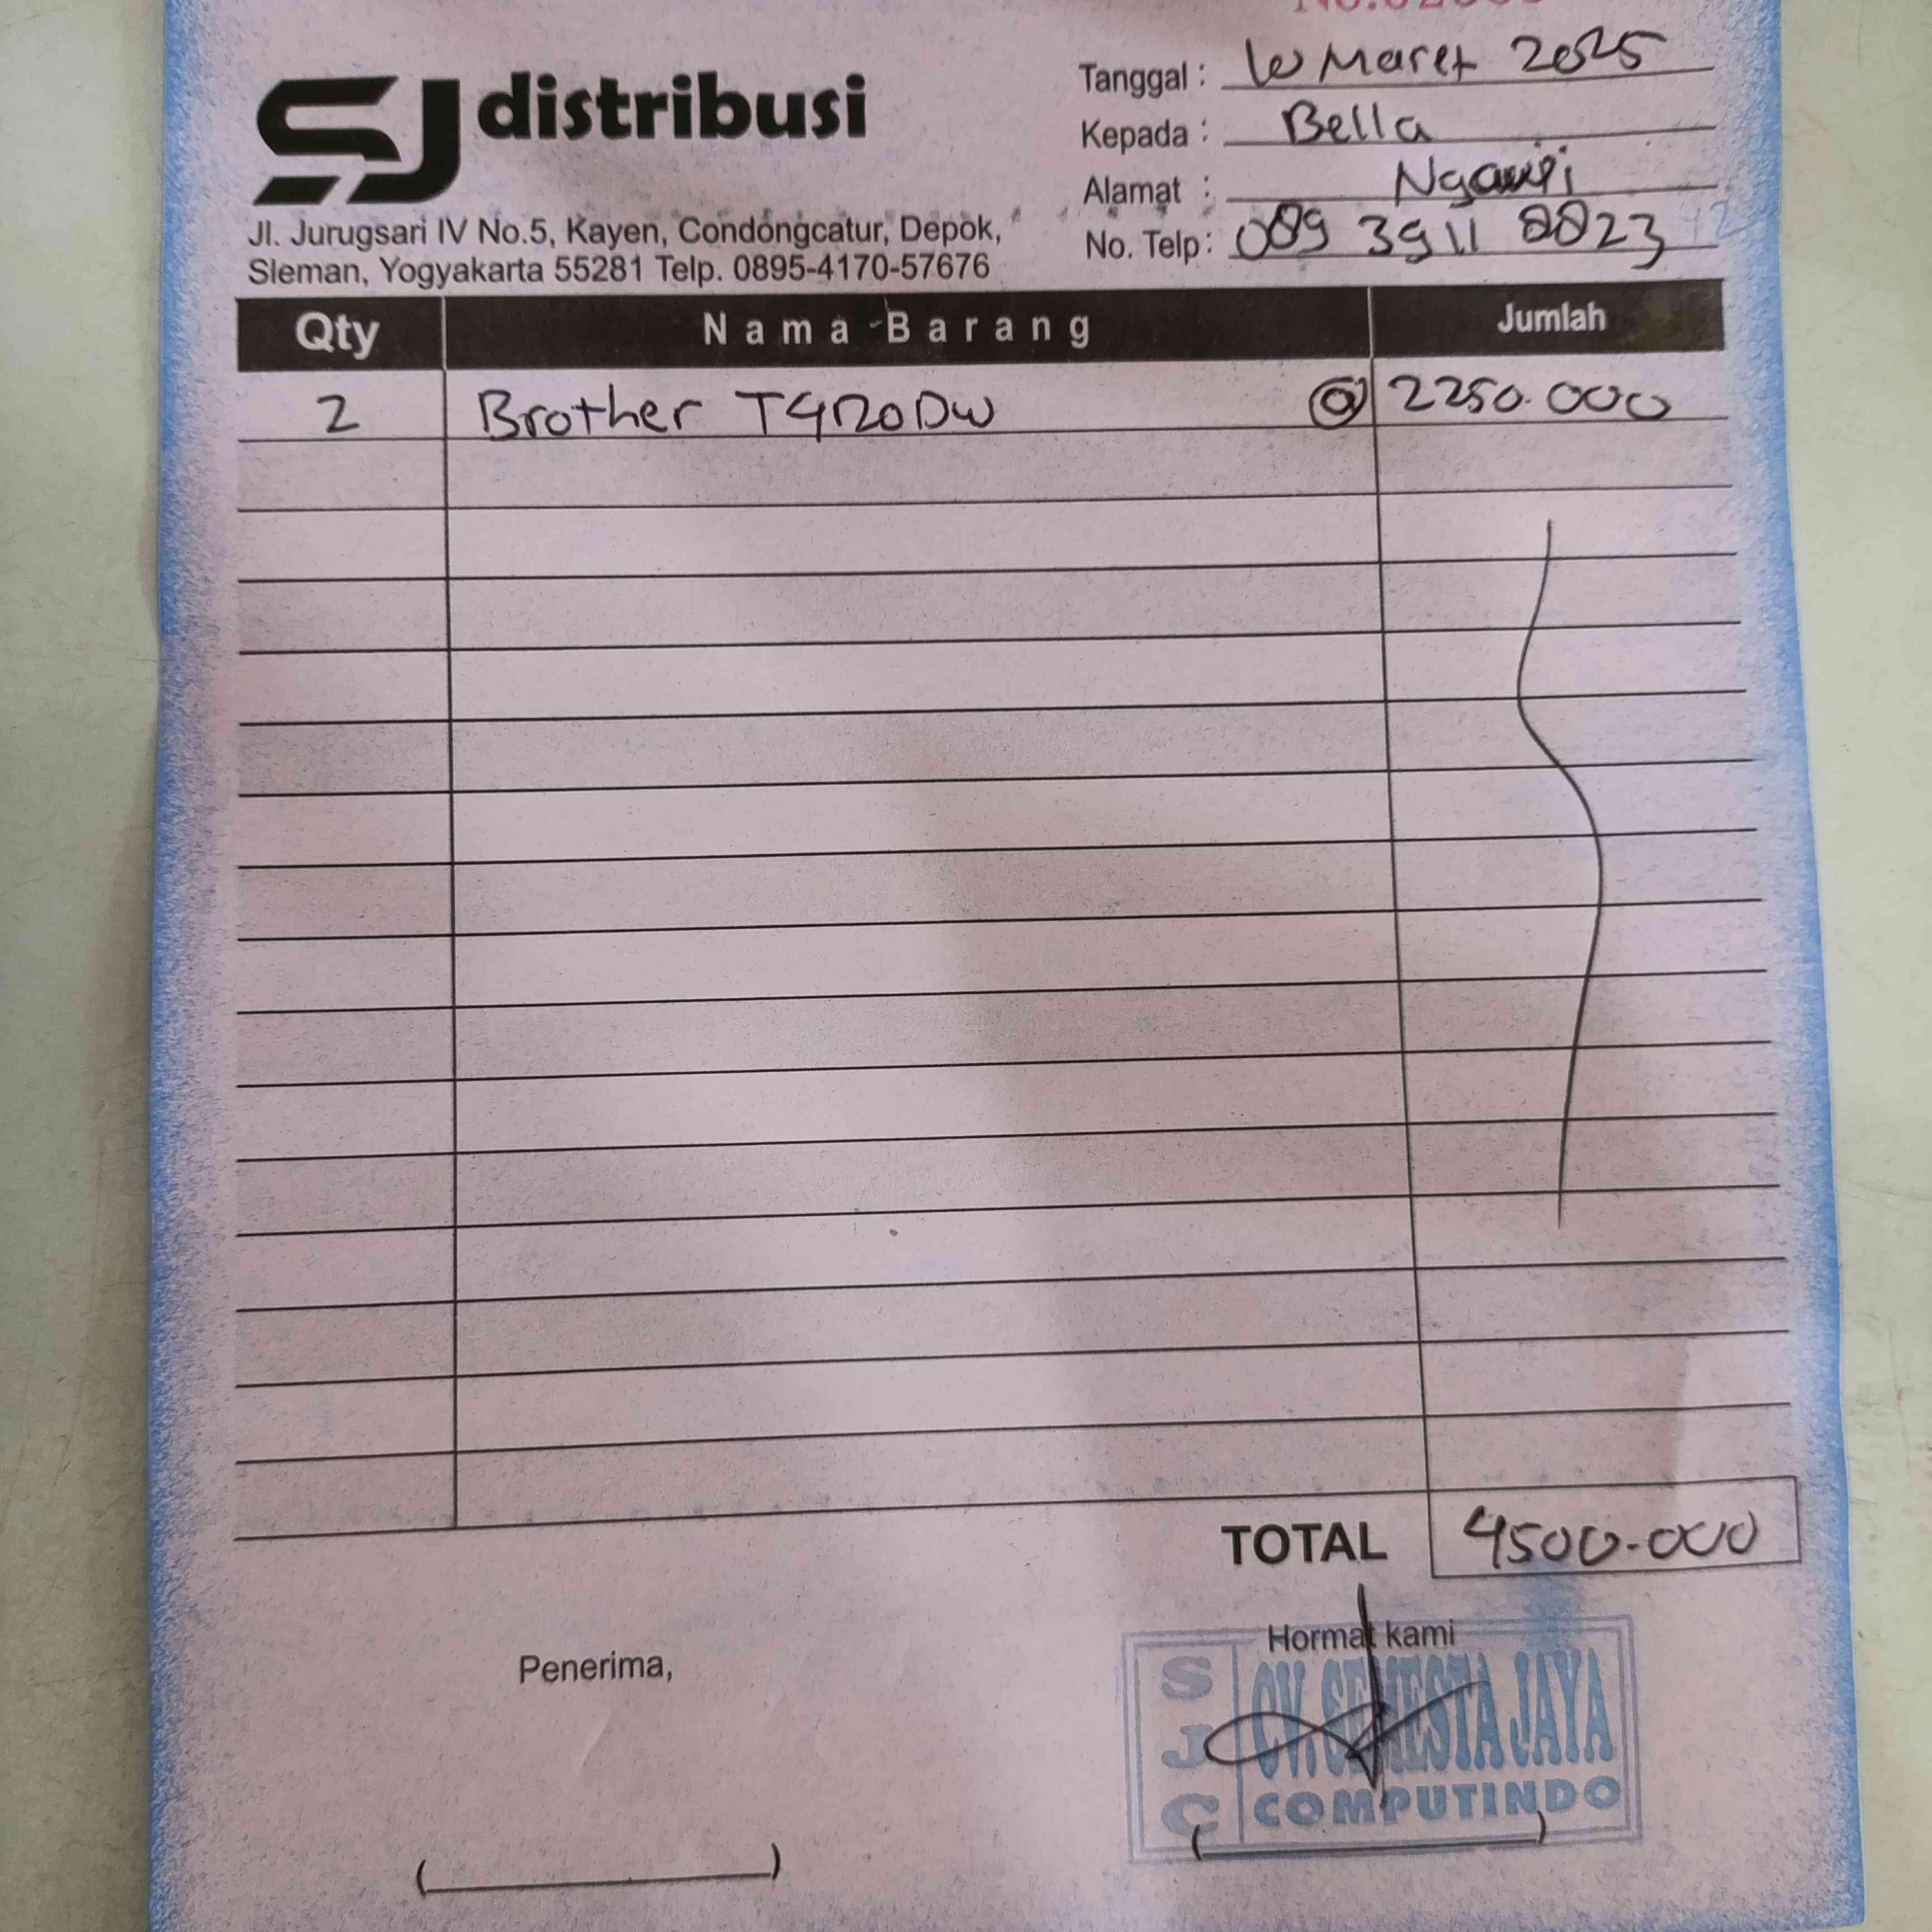 SJ distribusi
Jl. Jurugsari IV No.5, Kayen, Condongcatur, Depok,
Sleman, Yogyakarta 55281 Telp. 0895-4170-57676
Tanggal : 10 Maret 2025
Kepada : Bella
Alamat : Ngawi
No. Telp: 089 3911 8823
Qty Nama Barang Jumlah
2 Brother T420DW @ 2250.000
TOTAL 4500.000
Penerima,
Hormat kami
SJC
CV. SEMESTA JAYA
COMPUTINDO